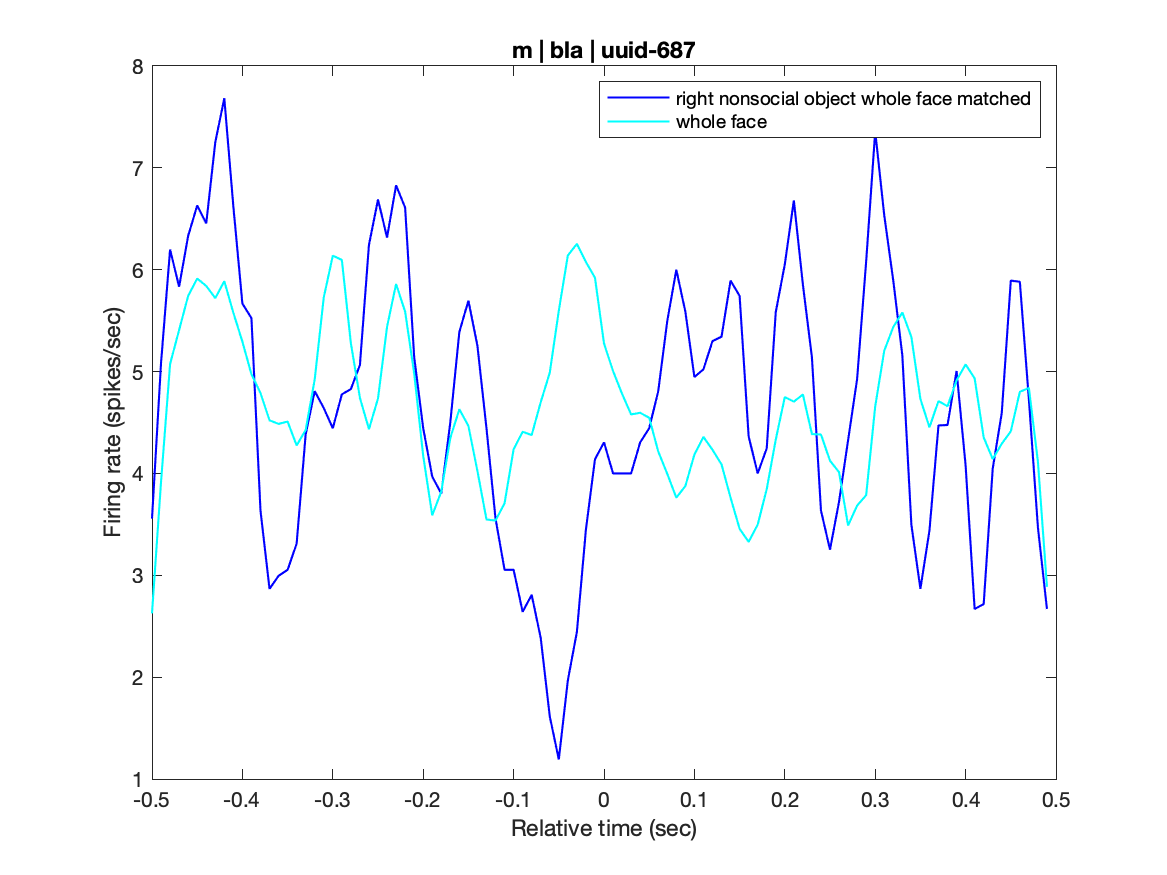 m | bla | uuid-687
right nonsocial object whole face matched
whole face
Firing rate (spikes/sec)
8
7
6
5
4
3
2
1
-0.5 -0.4 -0.3 -0.2 -0.1 0 0.1 0.2 0.3 0.4 0.5
Relative time (sec)